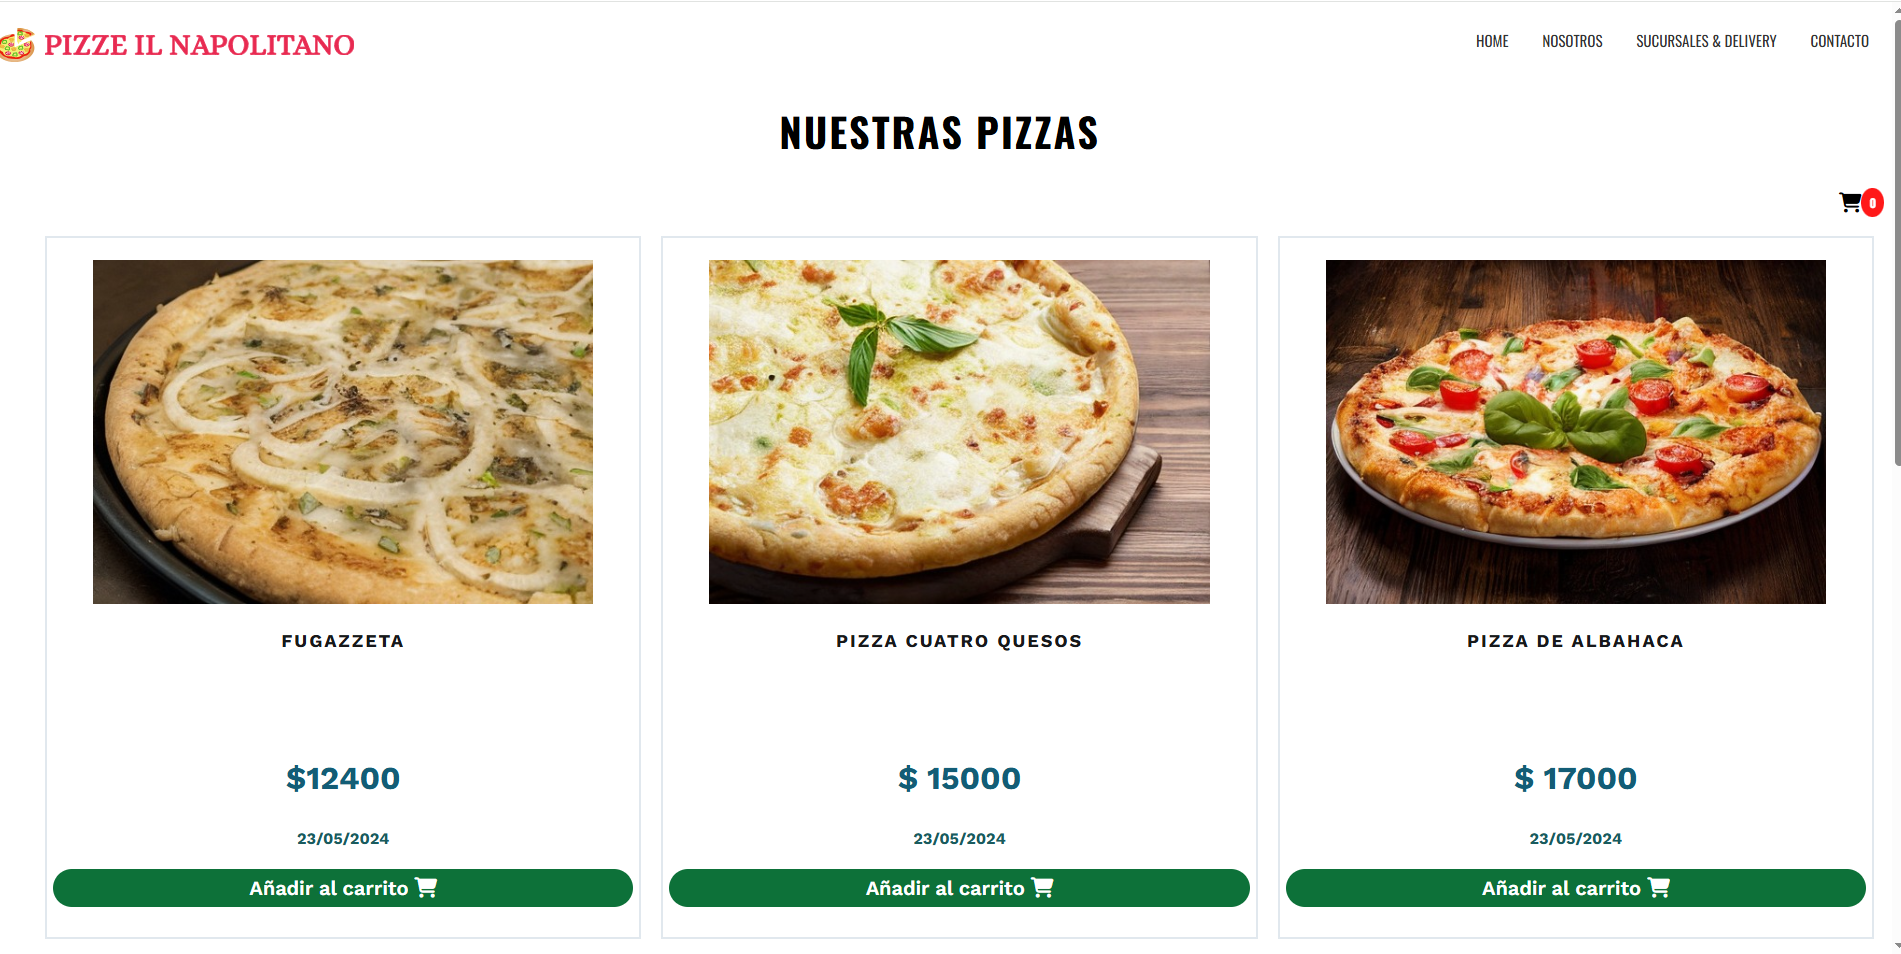 PIZZE IL NAPOLITANO
HOME NOSOTROS SUCURSALES & DELIVERY CONTACTO
NUESTRAS PIZZAS
0
FUGAZZETA
$12400
23/05/2024
Añadir al carrito
PIZZA CUATRO QUESOS
$ 15000
23/05/2024
Añadir al carrito
PIZZA DE ALBAHACA
$ 17000
23/05/2024
Añadir al carrito